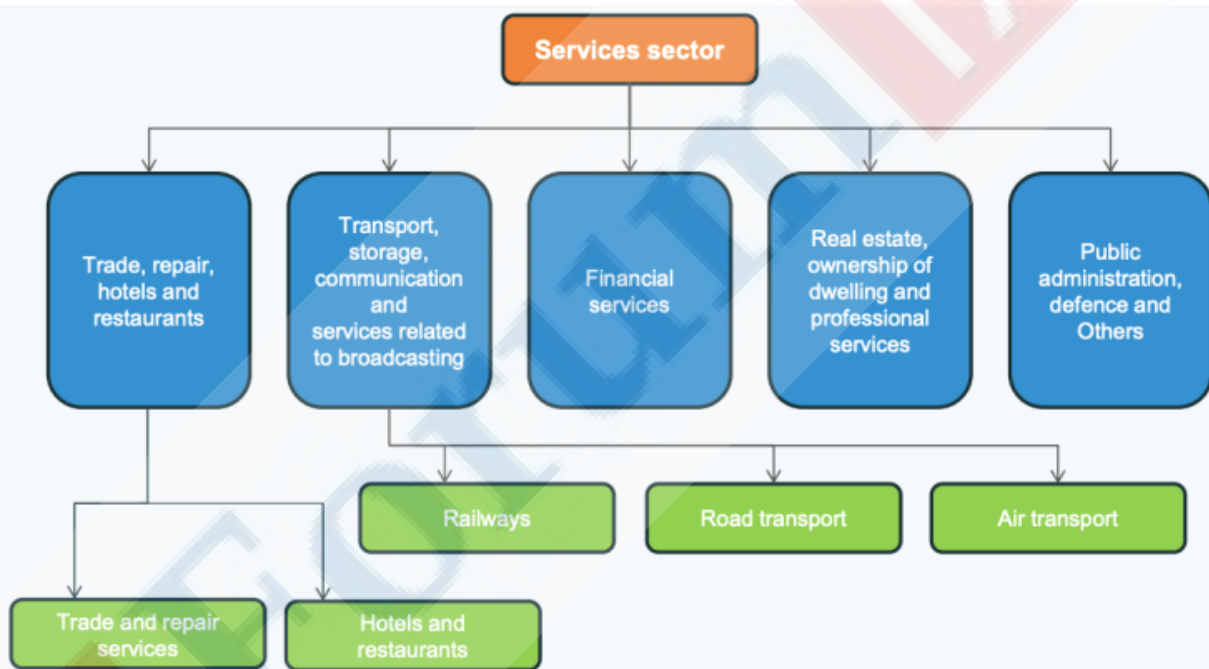 Services sector
Trade, repair,
hotels and
restaurants
Transport,
storage,
communication
and
services related
to broadcasting
Financial
services
Real estate,
ownership of
dwelling and
professional
services
Public
administration,
defence and
Others
Railways
Road transport
Air transport
Trade and repair
services
Hotels and
restaurants
Forum